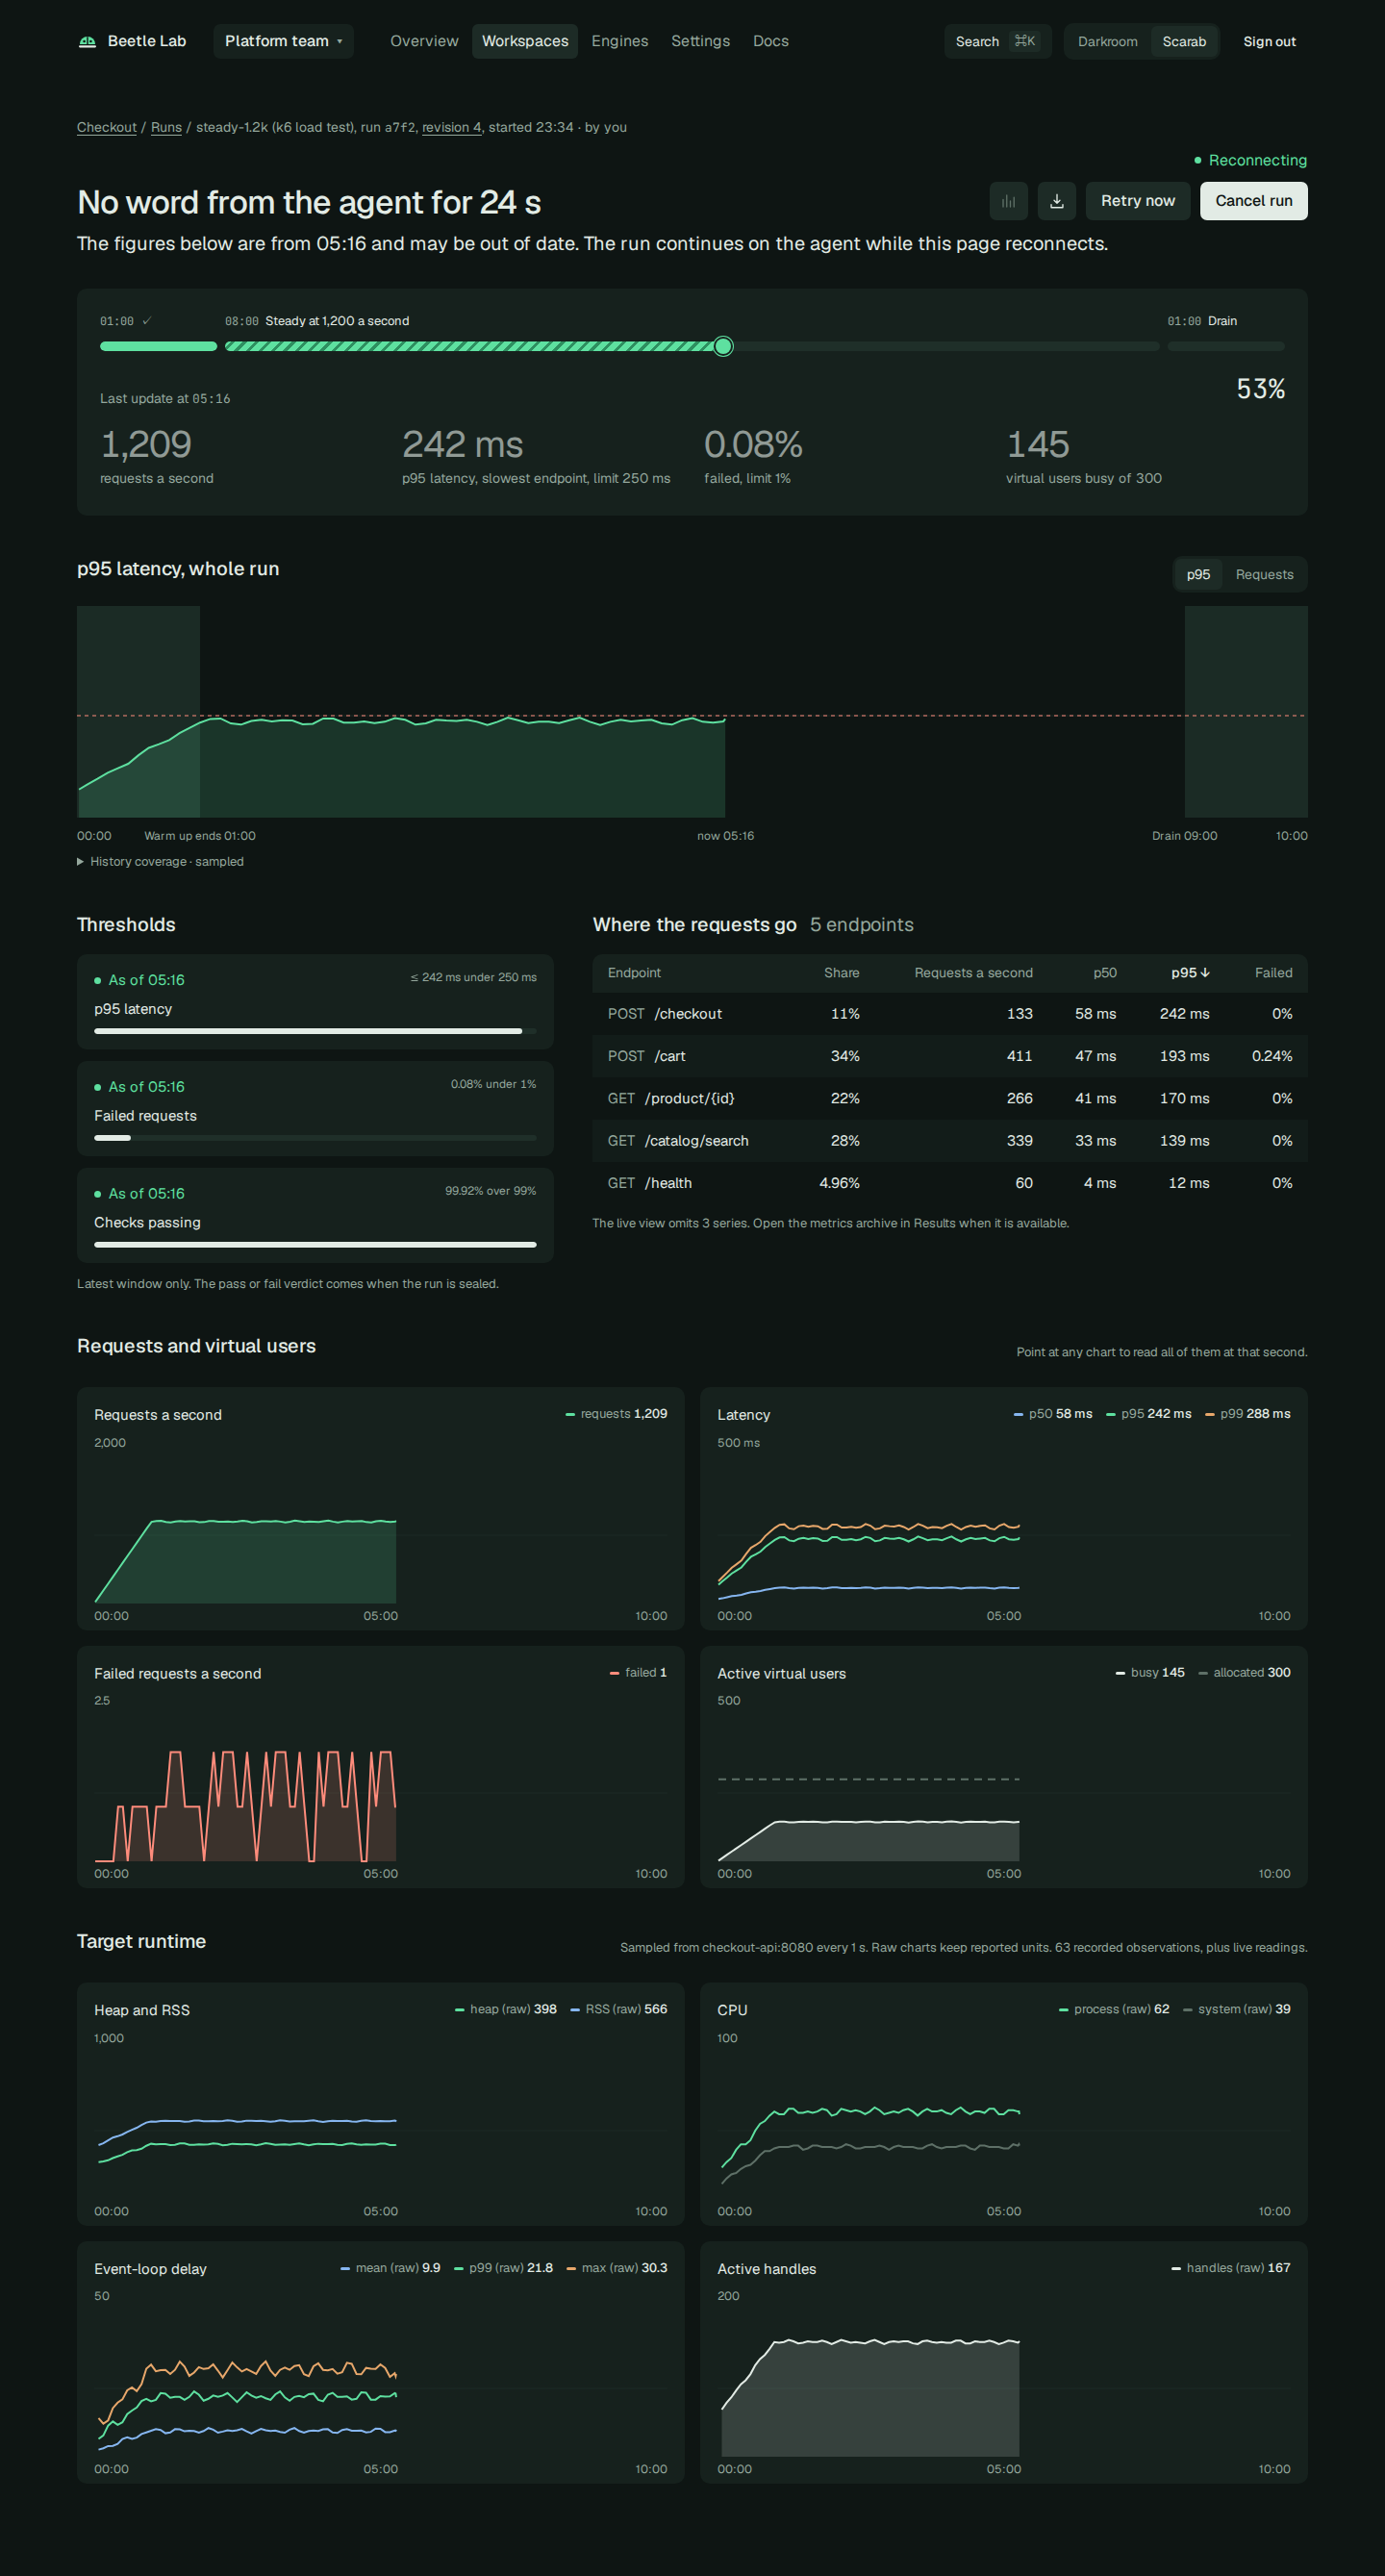 Beetle Lab Platform team ▾ Overview Workspaces Engines Settings Docs Search ⌘K Darkroom Scarab Sign out
Checkout / Runs / steady-1.2k (k6 load test), run a7f2, revision 4, started 23:34 · by you
Reconnecting
No word from the agent for 24 s Retry now Cancel run
The figures below are from 05:16 and may be out of date. The run continues on the agent while this page reconnects.
01:00 ✓ 08:00 Steady at 1,200 a second 01:00 Drain
Last update at 05:16 53%
1,209 242 ms 0.08% 145
requests a second p95 latency, slowest endpoint, limit 250 ms failed, limit 1% virtual users busy of 300
p95 latency, whole run p95 Requests
00:00 Warm up ends 01:00 now 05:16 Drain 09:00 10:00
▶ History coverage · sampled
Thresholds
As of 05:16 ≤ 242 ms under 250 ms
p95 latency
As of 05:16 0.08% under 1%
Failed requests
As of 05:16 99.92% over 99%
Checks passing
Latest window only. The pass or fail verdict comes when the run is sealed.
Where the requests go 5 endpoints
Endpoint Share Requests a second p50 p95 ↓ Failed
POST /checkout 11% 133 58 ms 242 ms 0%
POST /cart 34% 411 47 ms 193 ms 0.24%
GET /product/{id} 22% 266 41 ms 170 ms 0%
GET /catalog/search 28% 339 33 ms 139 ms 0%
GET /health 4.96% 60 4 ms 12 ms 0%
The live view omits 3 series. Open the metrics archive in Results when it is available.
Requests and virtual users Point at any chart to read all of them at that second.
Requests a second requests 1,209
2,000
00:00 05:00 10:00
Latency p50 58 ms p95 242 ms p99 288 ms
500 ms
00:00 05:00 10:00
Failed requests a second failed 1
2.5
00:00 05:00 10:00
Active virtual users busy 145 allocated 300
500
00:00 05:00 10:00
Target runtime Sampled from checkout-api:8080 every 1 s. Raw charts keep reported units. 63 recorded observations, plus live readings.
Heap and RSS heap (raw) 398 RSS (raw) 566
1,000
00:00 05:00 10:00
CPU process (raw) 62 system (raw) 39
100
00:00 05:00 10:00
Event-loop delay mean (raw) 9.9 p99 (raw) 21.8 max (raw) 30.3
50
00:00 05:00 10:00
Active handles handles (raw) 167
200
00:00 05:00 10:00